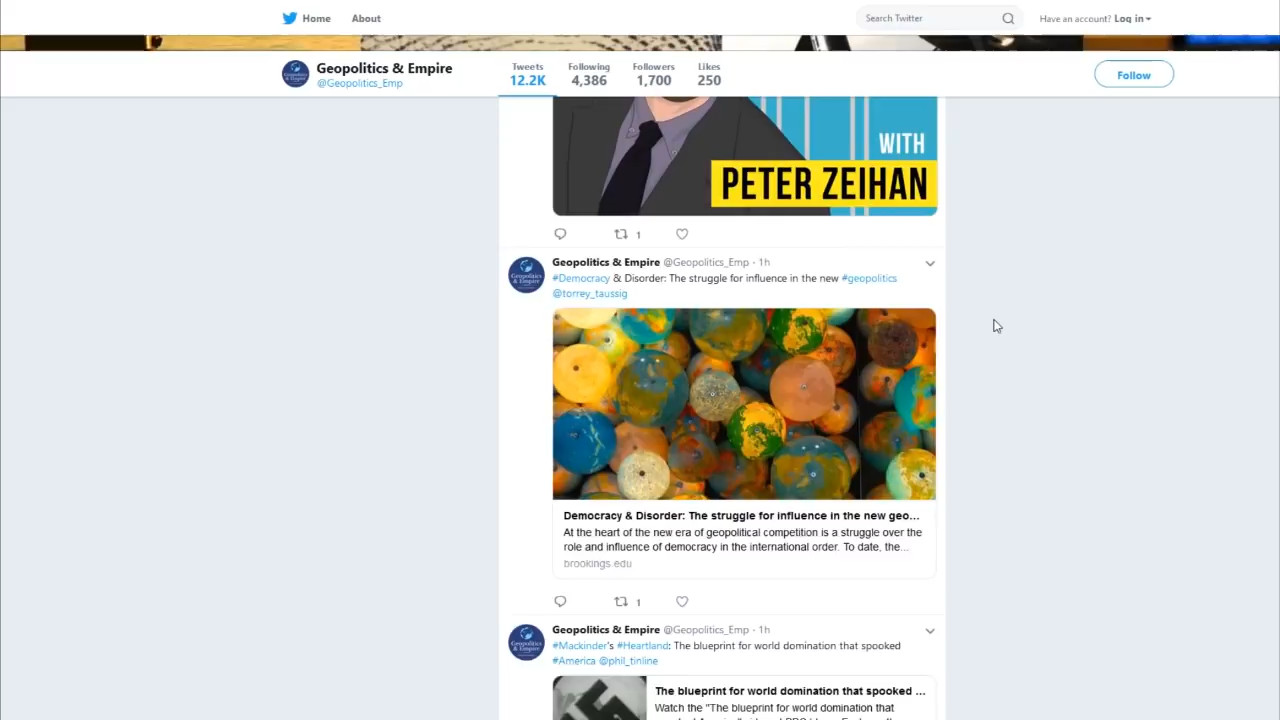 Home About Search Twitter Have an account? Log in
Geopolitics & Empire
@Geopolitics_Emp
Tweets Following Followers Likes
12.2K 4,386 1,700 250
Follow
WITH
PETER ZEIHAN
1
Geopolitics & Empire @Geopolitics_Emp · 1h
#Democracy & Disorder: The struggle for influence in the new #geopolitics
@torrey_taussig
Democracy & Disorder: The struggle for influence in the new geo...
At the heart of the new era of geopolitical competition is a struggle over the
role and influence of democracy in the international order. To date, the...
brookings.edu
1
Geopolitics & Empire @Geopolitics_Emp · 1h
#Mackinder's #Heartland: The blueprint for world domination that spooked
#America @phil_tinline
The blueprint for world domination that spooked ...
Watch the "The blueprint for world domination that